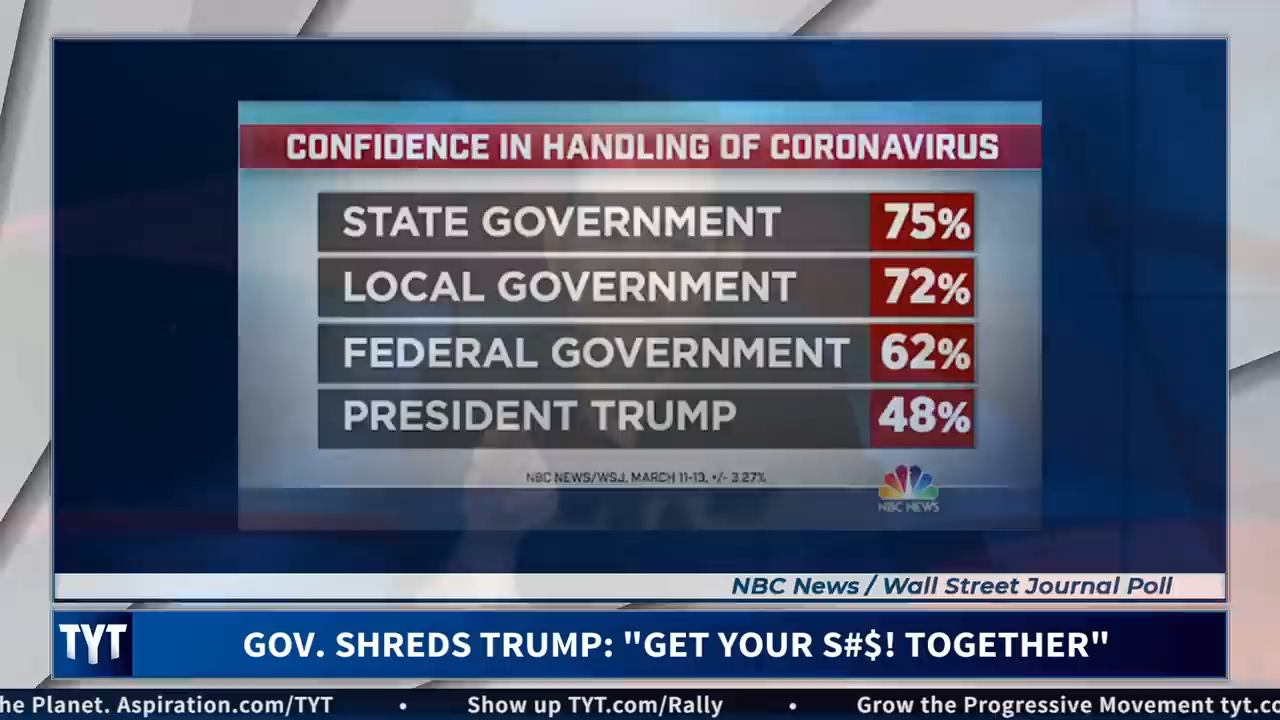 CONFIDENCE IN HANDLING OF CORONAVIRUS
STATE GOVERNMENT 75%
LOCAL GOVERNMENT 72%
FEDERAL GOVERNMENT 62%
PRESIDENT TRUMP 48%
NBC NEWS/WSJ, MARCH 11-13, +/- 3.27%
NBC NEWS
NBC News / Wall Street Journal Poll
TYT GOV. SHREDS TRUMP: "GET YOUR S#$! TOGETHER"
he Planet. Aspiration.com/TYT • Show up TYT.com/Rally • Grow the Progressive Movement tyt.co